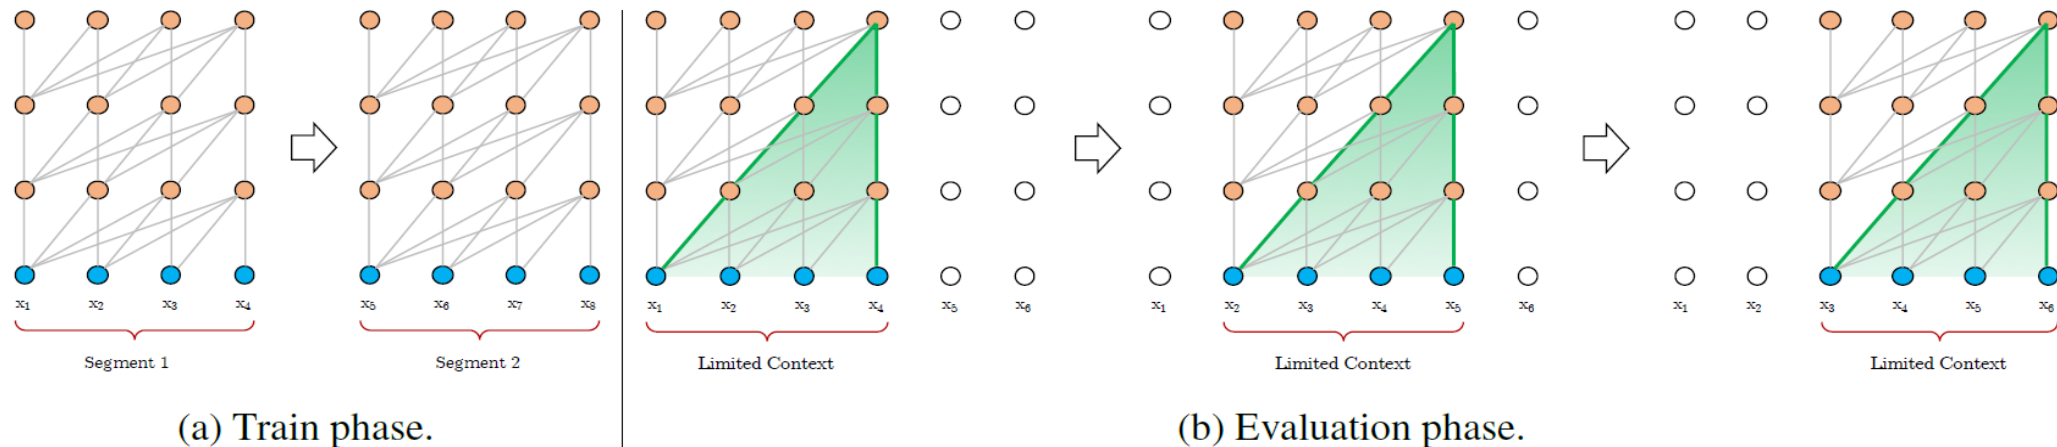 x₁ x₂ x₃ x₄
Segment 1
x₅ x₆ x₇ x₈
Segment 2
(a) Train phase.
x₁ x₂ x₃ x₄ x₅ x₆
Limited Context
x₁ x₂ x₃ x₄ x₅ x₆
Limited Context
x₁ x₂ x₃ x₄ x₅ x₆
Limited Context
(b) Evaluation phase.